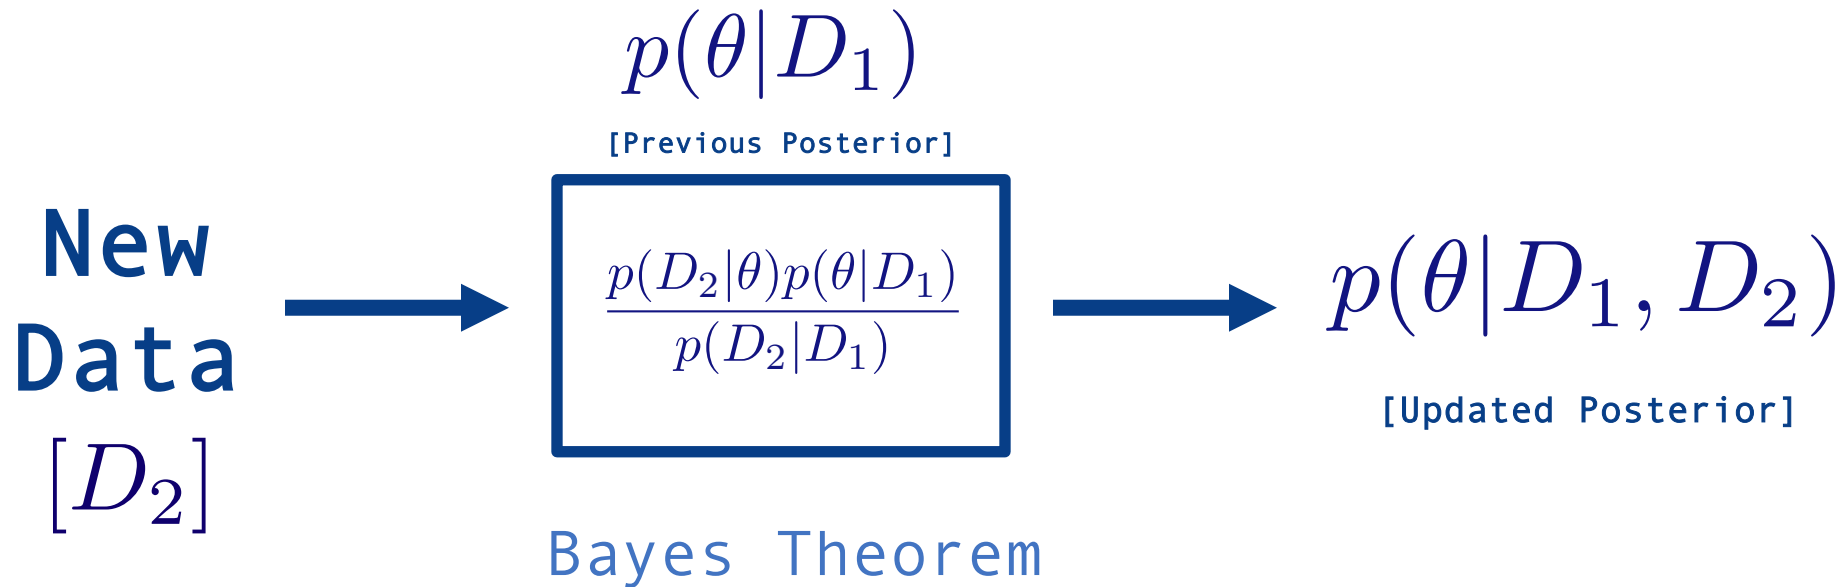 p(θ|D₁)
[Previous Posterior]
New
Data
[D₂]
p(D₂|θ)p(θ|D₁)
p(D₂|D₁)
Bayes Theorem
p(θ|D₁, D₂)
[Updated Posterior]